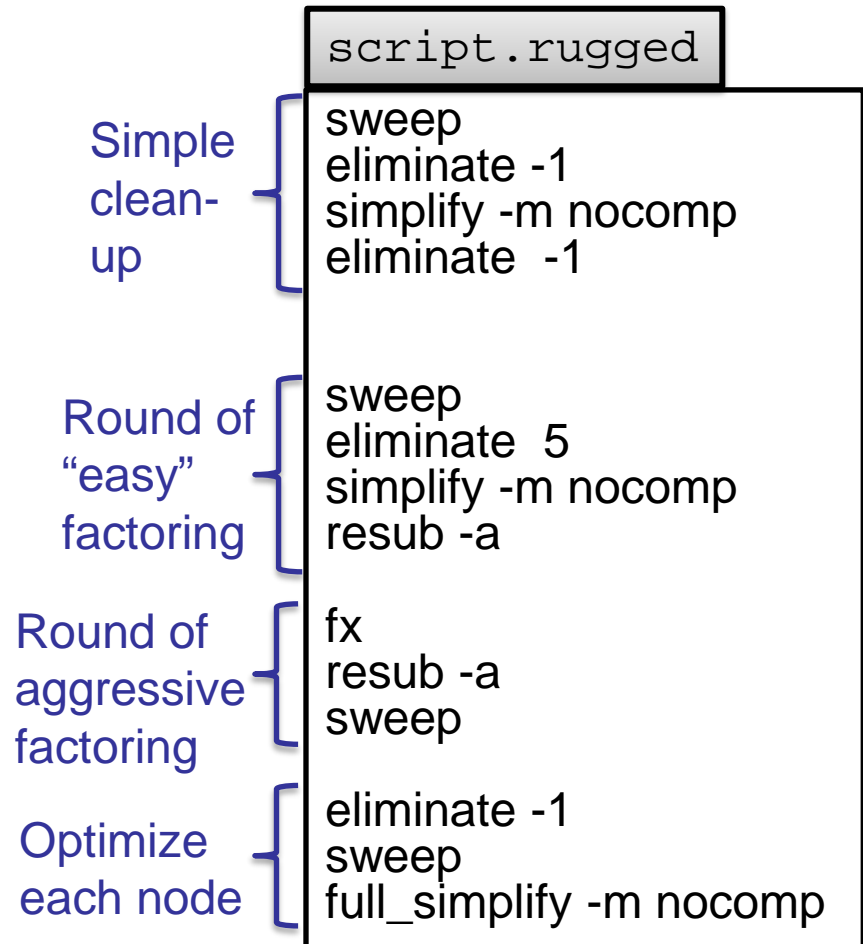 script.rugged
Simple
clean-
up
sweep
eliminate -1
simplify -m nocomp
eliminate  -1
Round of
“easy”
factoring
sweep
eliminate  5
simplify -m nocomp
resub -a
Round of
aggressive
factoring
fx
resub -a
sweep
Optimize
each node
eliminate -1
sweep
full_simplify -m nocomp